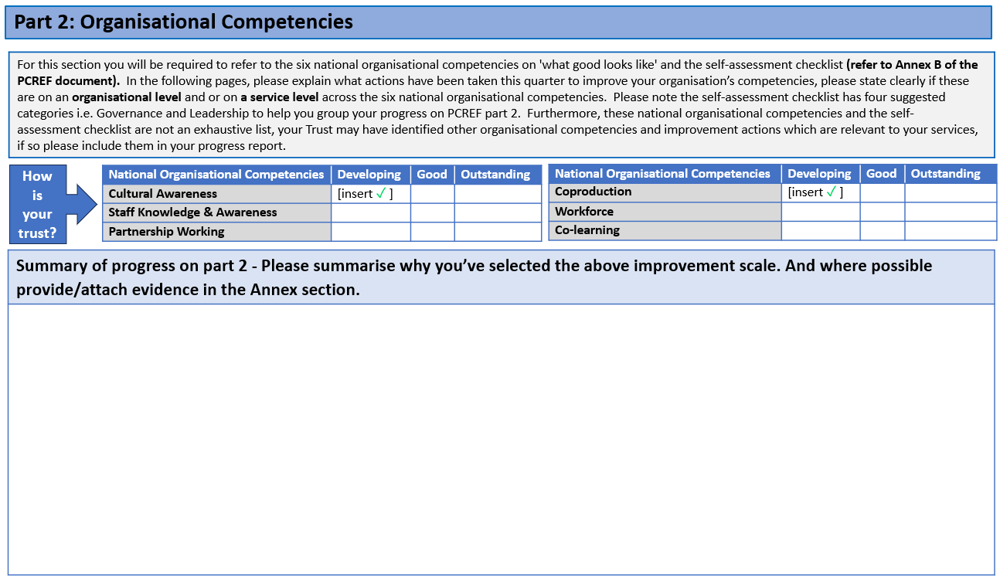 Part 2: Organisational Competencies
For this section you will be required to refer to the six national organisational competencies on 'what good looks like' and the self-assessment checklist (refer to Annex B of the
PCREF document). In the following pages, please explain what actions have been taken this quarter to improve your organisation’s competencies, please state clearly if these
are on an organisational level and or on a service level across the six national organisational competencies. Please note the self-assessment checklist has four suggested
categories i.e. Governance and Leadership to help you group your progress on PCREF part 2. Furthermore, these national organisational competencies and the self-
assessment checklist are not an exhaustive list, your Trust may have identified other organisational competencies and improvement actions which are relevant to your services,
if so please include them in your progress report.
How
is
your
trust?
National Organisational Competencies Developing Good Outstanding
Cultural Awareness [insert ✓ ]
Staff Knowledge & Awareness
Partnership Working
National Organisational Competencies Developing Good Outstanding
Coproduction [insert ✓ ]
Workforce
Co-learning
Summary of progress on part 2 - Please summarise why you’ve selected the above improvement scale. And where possible
provide/attach evidence in the Annex section.